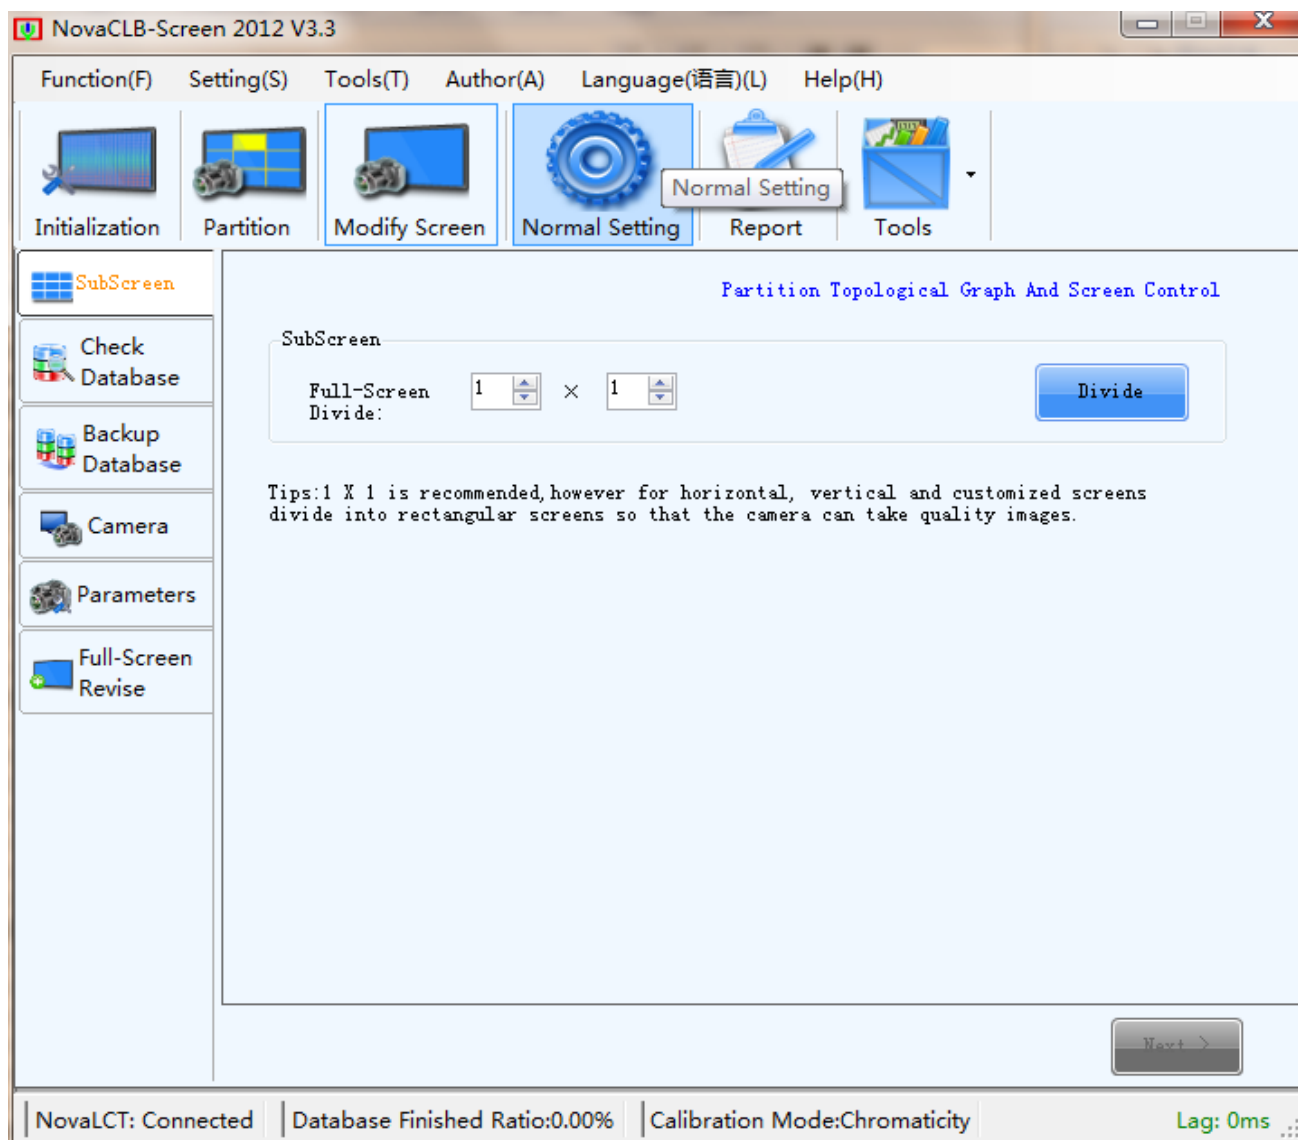 NovaCLB-Screen 2012 V3.3
Function(F) Setting(S) Tools(T) Author(A) Language(语言)(L) Help(H)
Normal Setting
Initialization Partition Modify Screen Normal Setting Report Tools
SubScreen
Check
Database
Backup
Database
Camera
Parameters
Full-Screen
Revise
Partition Topological Graph And Screen Control
SubScreen
Full-Screen
Divide:
1 × 1
Divide
Tips:1 X 1 is recommended,however for horizontal, vertical and customized screens
divide into rectangular screens so that the camera can take quality images.
Next >
NovaLCT: Connected Database Finished Ratio:0.00% Calibration Mode:Chromaticity Lag: 0ms